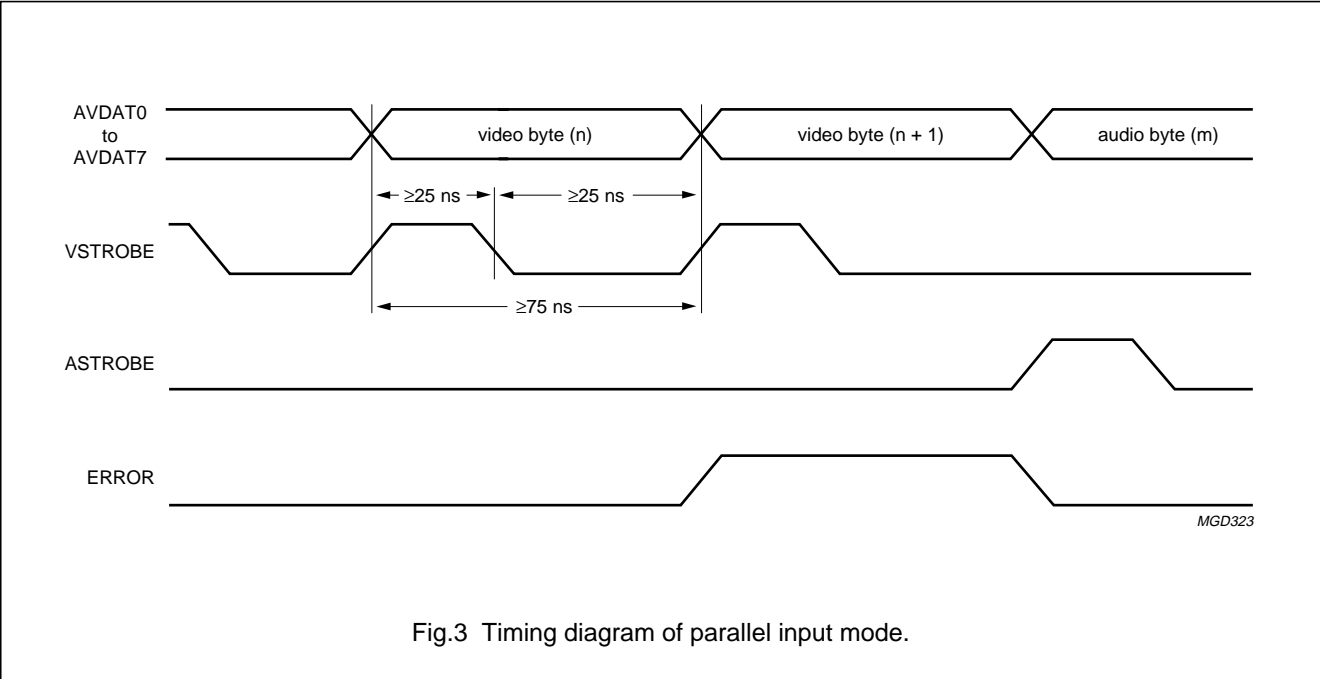 AVDAT0
to
AVDAT7
video byte (n)
video byte (n + 1)
audio byte (m)
≥25 ns
≥25 ns
VSTROBE
≥75 ns
ASTROBE
ERROR
MGD323
Fig.3 Timing diagram of parallel input mode.